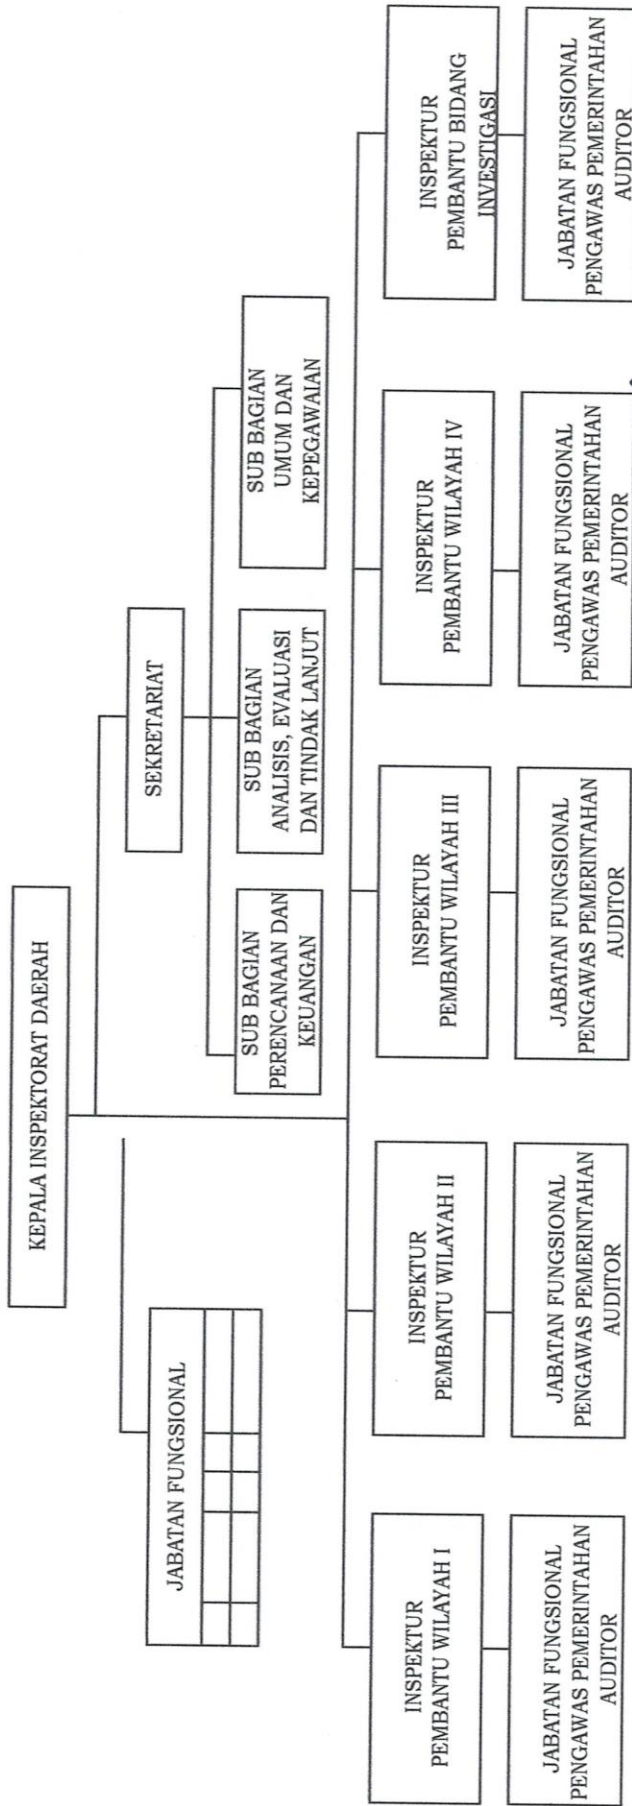 KEPALA INSPEKTORAT DAERAH
JABATAN FUNGSIONAL
SEKRETARIAT
SUB BAGIAN
PERENCANAAN DAN
KEUANGAN
SUB BAGIAN
ANALISIS, EVALUASI
DAN TINDAK LANJUT
SUB BAGIAN
UMUM DAN
KEPEGAWAIAN
INSPEKTUR
PEMBANTU WILAYAH I
INSPEKTUR
PEMBANTU WILAYAH II
INSPEKTUR
PEMBANTU WILAYAH III
INSPEKTUR
PEMBANTU WILAYAH IV
INSPEKTUR
PEMBANTU BIDANG
INVESTIGASI
JABATAN FUNGSIONAL
PENGAWAS PEMERINTAHAN
AUDITOR
JABATAN FUNGSIONAL
PENGAWAS PEMERINTAHAN
AUDITOR
JABATAN FUNGSIONAL
PENGAWAS PEMERINTAHAN
AUDITOR
JABATAN FUNGSIONAL
PENGAWAS PEMERINTAHAN
AUDITOR
JABATAN FUNGSIONAL
PENGAWAS PEMERINTAHAN
AUDITOR